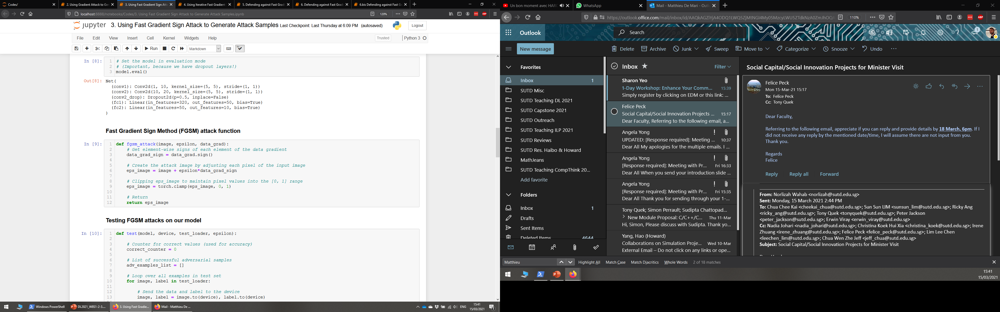 Codes/
2. Using Gradient Attack to Gen
3. Using Fast Gradient Sign Atta
4. Using Iterative Fast Gradient
5. Defending against Fast Gradi
6. Defending against Fast Grad
6.bis Defending against Fast Gr
localhost:8888/notebooks/Codes/3. Using Fast Gradient Sign Attack to Generate Attack Samples.ipynb
120%
ABP
jupyter 3. Using Fast Gradient Sign Attack to Generate Attack Samples Last Checkpoint: Last Thursday at 6:09 PM (autosaved)
Logout
File Edit View Insert Cell Kernel Widgets Help
Trusted Python 3
Run Markdown
In [8]:
1 # Set the model in evaluation mode
2 # (Important, because we have dropout layers!)
3 model.eval()
Out[8]: Net(
(conv1): Conv2d(1, 10, kernel_size=(5, 5), stride=(1, 1))
(conv2): Conv2d(10, 20, kernel_size=(5, 5), stride=(1, 1))
(conv2_drop): Dropout2d(p=0.5, inplace=False)
(fc1): Linear(in_features=320, out_features=50, bias=True)
(fc2): Linear(in_features=50, out_features=10, bias=True)
)
Fast Gradient Sign Method (FGSM) attack function
In [9]:
1 def fgsm_attack(image, epsilon, data_grad):
2 # Get element-wise signs of each element of the data gradient
3 data_grad_sign = data_grad.sign()
4
5 # Create the attack image by adjusting each pixel of the input image
6 eps_image = image + epsilon*data_grad_sign
7
8 # Clipping eps_image to maintain pixel values into the [0, 1] range
9 eps_image = torch.clamp(eps_image, 0, 1)
10
11 # Return
12 return eps_image
Testing FGSM attacks on our model
In [10]:
1 def test(model, device, test_loader, epsilon):
2
3 # Counter for correct values (used for accuracy)
4 correct_counter = 0
5
6 # List of successful adversarial samples
7 adv_examples_list = []
8
9 # Loop over all examples in test set
10 for image, label in test_loader:
11
12 # Send the data and label to the device
13 image, label = image.to(device), label.to(device)
Windows PowerShell
DL2021_W8S1-2-3....
3. Using Fast Gradie...
Mail - Matthieu De ...
ENG
15:41
15/03/2021
1
Un bon moment avec HARO
WhatsApp
Mail - Matthieu De Mari - Outl
https://outlook.office.com/mail/inbox/id/
110%
ABP
Outlook
Search
1
New message
Delete Archive Junk Sweep Move to Categorize Snooze Undo
Favorites
Inbox 1
SUTD Misc
SUTD Teaching DL 2021
SUTD Capstone 2021
SUTD Outreach
SUTD Teaching ILP 2021
SUTD Reviews
SUTD Res. Haibo & Howard
MathJeans
SUTD Teaching CompThink 20...
Add favorite
Folders
Inbox 1
Drafts
Sent Items
Deleted Items 4644
Inbox
Filter
Sharon Yeo
1-Day Workshop: Enhance Your Comm... 15:39
Simply register by clicking on EDM or this link: ...
Felice Peck
Social Capital/Social Innovation Projects ... 15:17
Dear Faculty, Referring to the following email, a...
Angela Yong
UPDATED: [Response required]: Meeting ... 10:37
Dear All My apologies for the multiple emails. I ...
Angela Yong
[Response required]: Meeting with Pr... Fri 16:33
Dear All When you send your introduction slide ...
Angela Yong
[Response required]: Meeting with Pr... Fri 15:35
Dear All Thank you for sending through your 1-...
Tony Quek; Simon Perrault; Sudipta Chattopad...
New Module Proposal: C/C++/C... Thu 11-Mar
Hi, Simon, Please discuss with Sudipta. Thank yo...
Yang, Hao (Howard)
Collaborations on Simulation Proje... Wed 10-Mar
External Email – Do not click on any links or ope...
Social Capital/Social Innovation Projects for Minister Visit
Felice Peck
Mon 15-Mar-21 15:17
To: Felice Peck
Cc: Tony Quek
Dear Faculty,
Referring to the following email, appreciate if you can reply and provide details by 18 March, 6pm. If I
did not receive any reply by the mentioned date/time, I will assume there are not input from you.
Thank you.
Regards
Felice
Reply Reply all Forward
From: Norlizah Wahab <norlizah@sutd.edu.sg>
Sent: Monday, 15 March 2021 2:44 PM
To: Chua Chee Kai <cheekai_chua@sutd.edu.sg>; Sun Sun LIM <sunsun_lim@sutd.edu.sg>; Ricky Ang
<ricky_ang@sutd.edu.sg>; Tony Quek <tonyquek@sutd.edu.sg>; Peter Jackson
<peter_jackson@sutd.edu.sg>; Erwin Viray <erwin_viray@sutd.edu.sg>
Cc: Nadia Johari <nadia_johari@sutd.edu.sg>; Christina Koek Hui Xia <christina_koek@sutd.edu.sg>; Irene
Zhuang <irene_zhuang@sutd.edu.sg>; Felice Peck <felice_peck@sutd.edu.sg>; Lim Lee Chen
<leechen_lim@sutd.edu.sg>; Chua Wen Zhe Jeff <jeff_chua@sutd.edu.sg>
Subject: Social Capital/Social Innovation Projects for Minister Visit
Matthieu
Highlight All Match Case Match Diacritics Whole Words 2 of 18 matches
15:41
15/03/2021